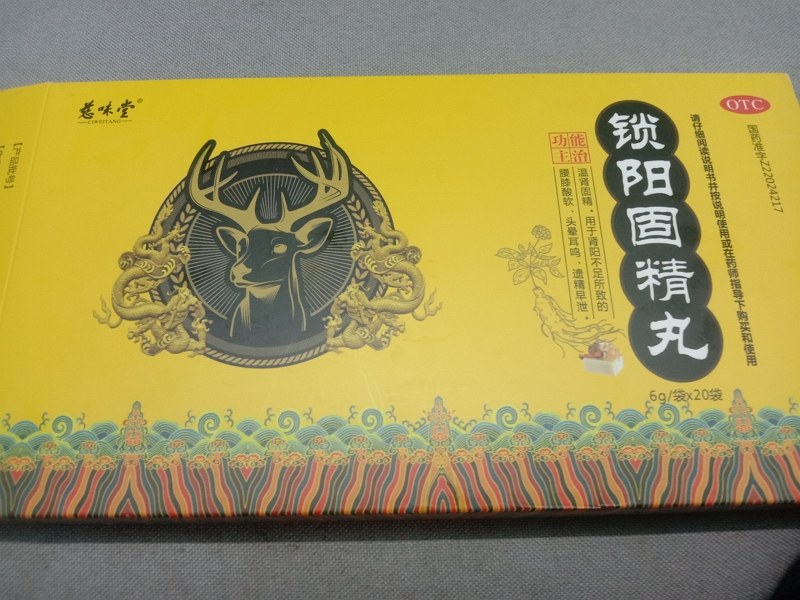 慈味堂®
CIWEITANG
OTC
国药准字Z22024217
请仔细阅读说明书并按说明使用或在药师指导下购买和使用
锁阳固精丸
功能
主治
温肾固精。用于肾阳不足所致的
腰膝酸软、头晕耳鸣、遗精早泄。
6g/袋x20袋